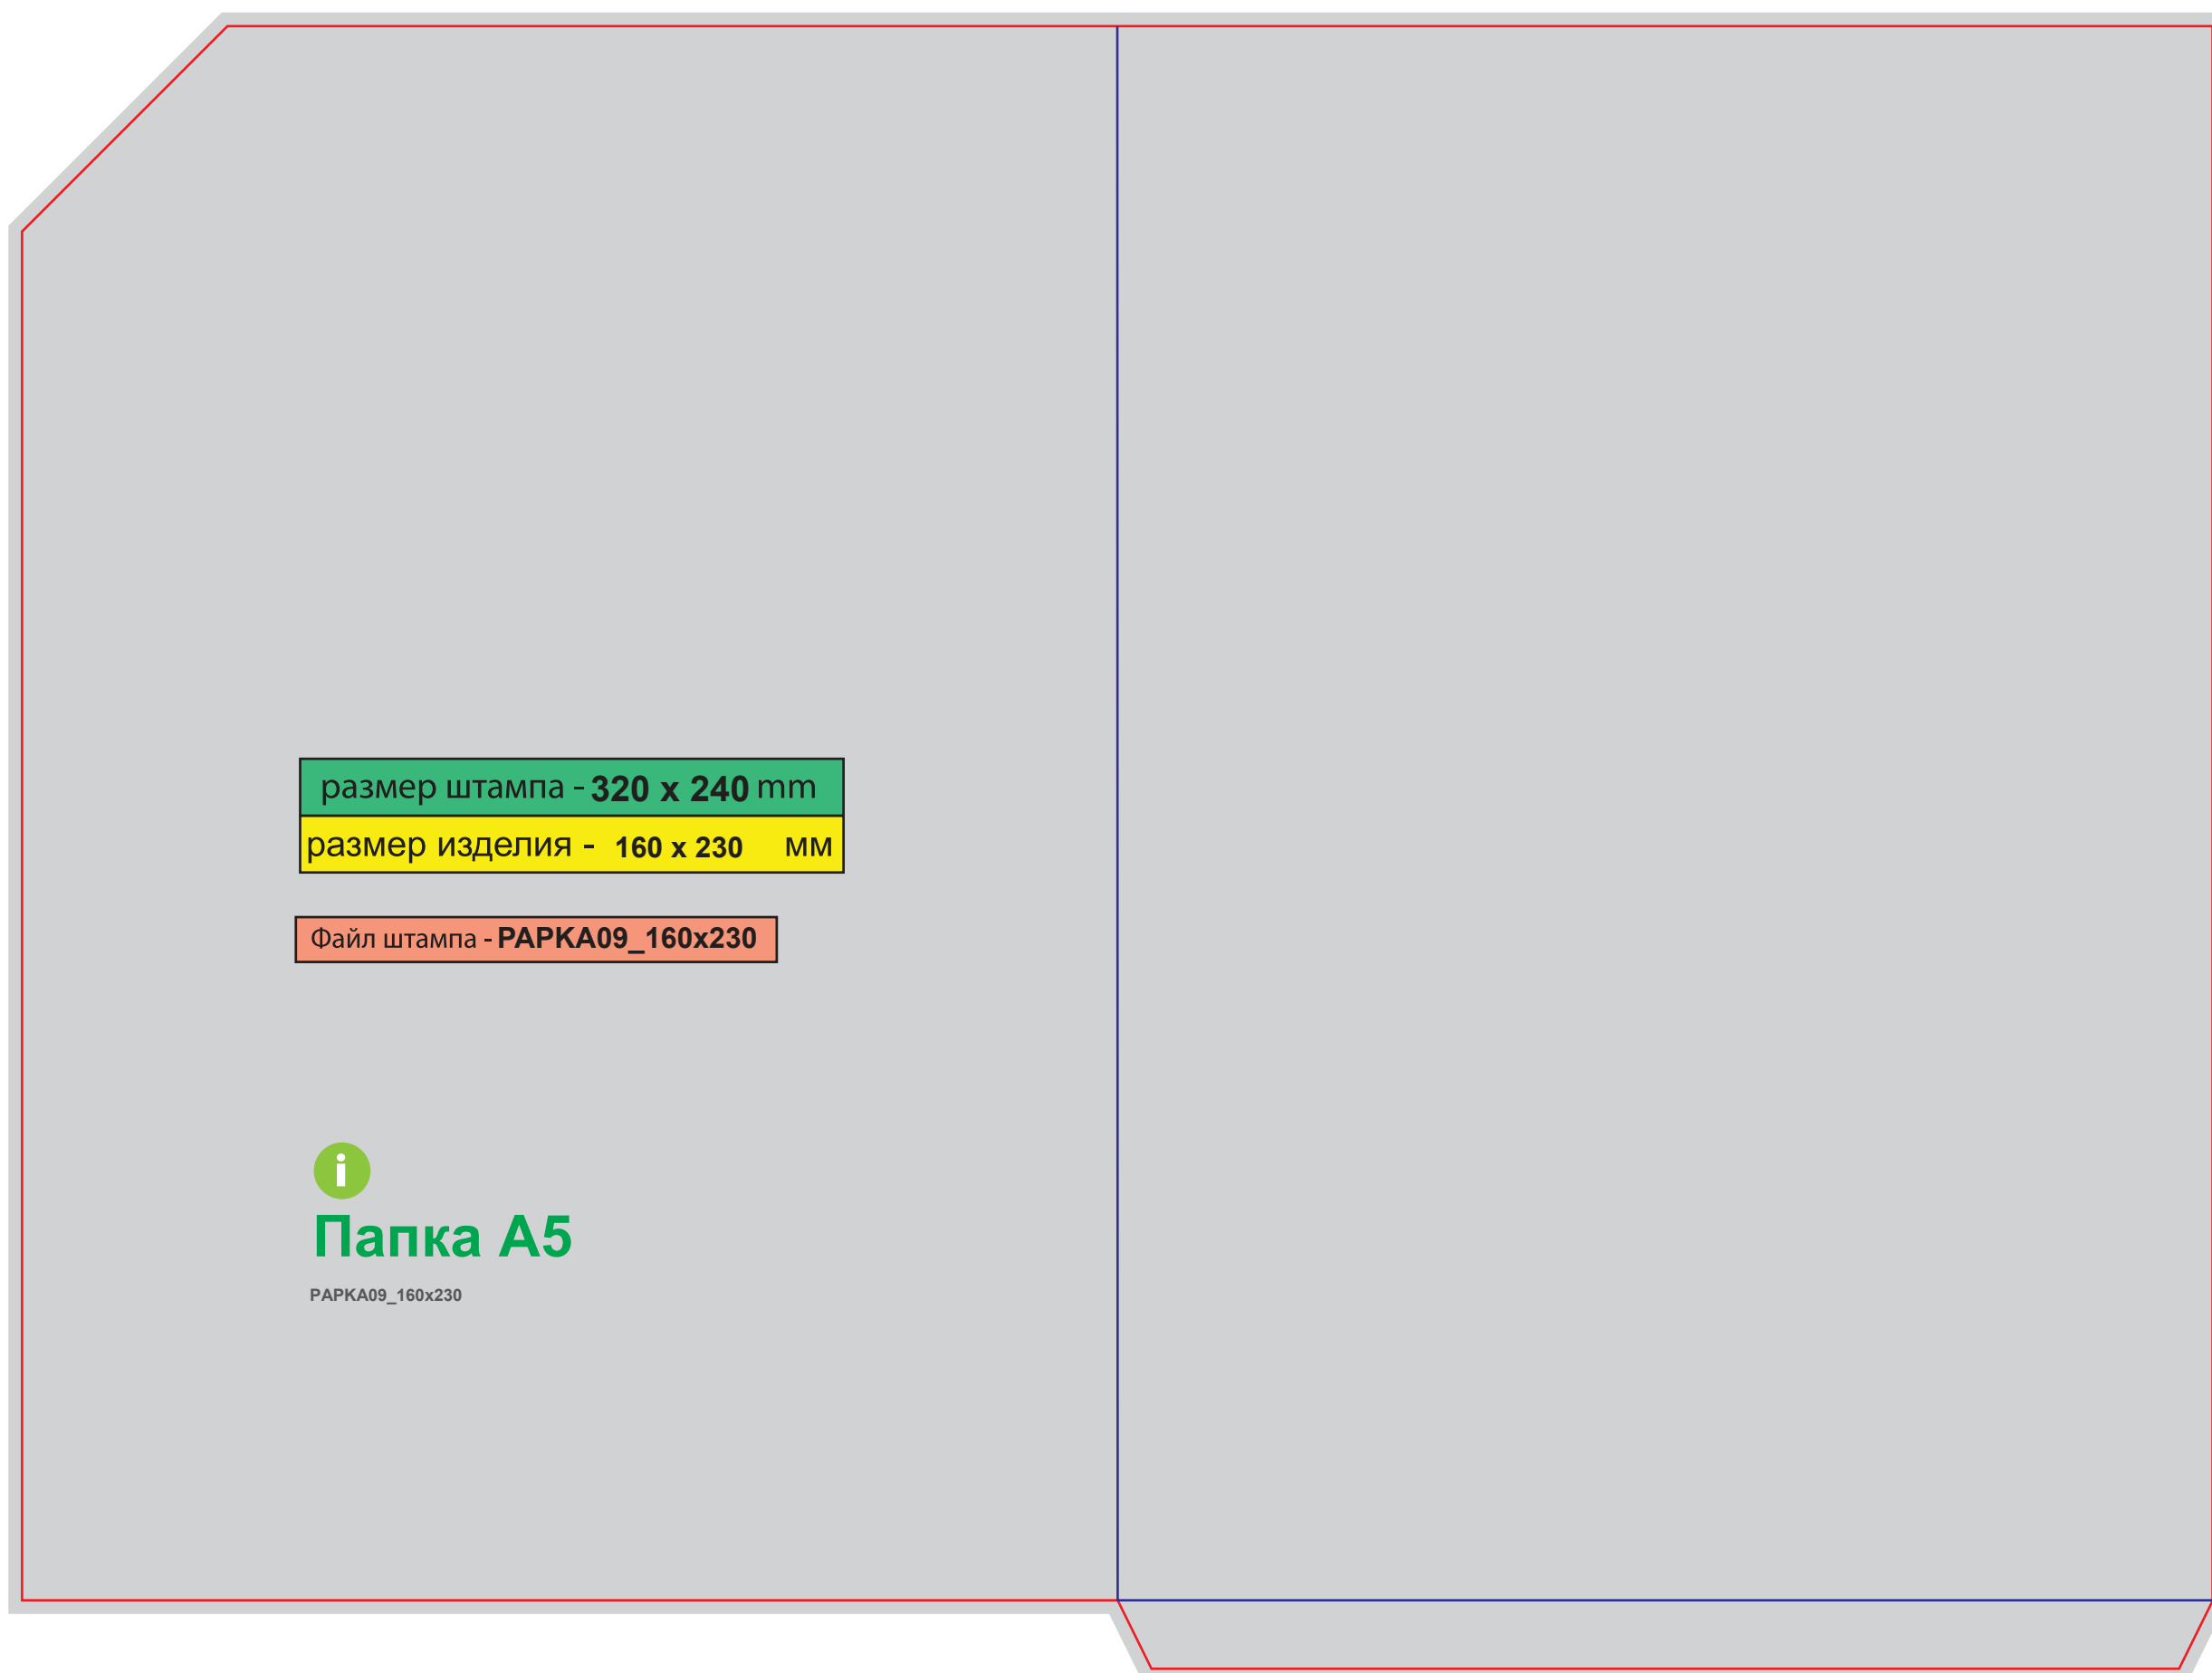 размер штампа - 320 x 240 mm
размер изделия - 160 x 230 мм
Файл штампа - PAPKA09_160x230
i
Папка А5
PAPKA09_160x230